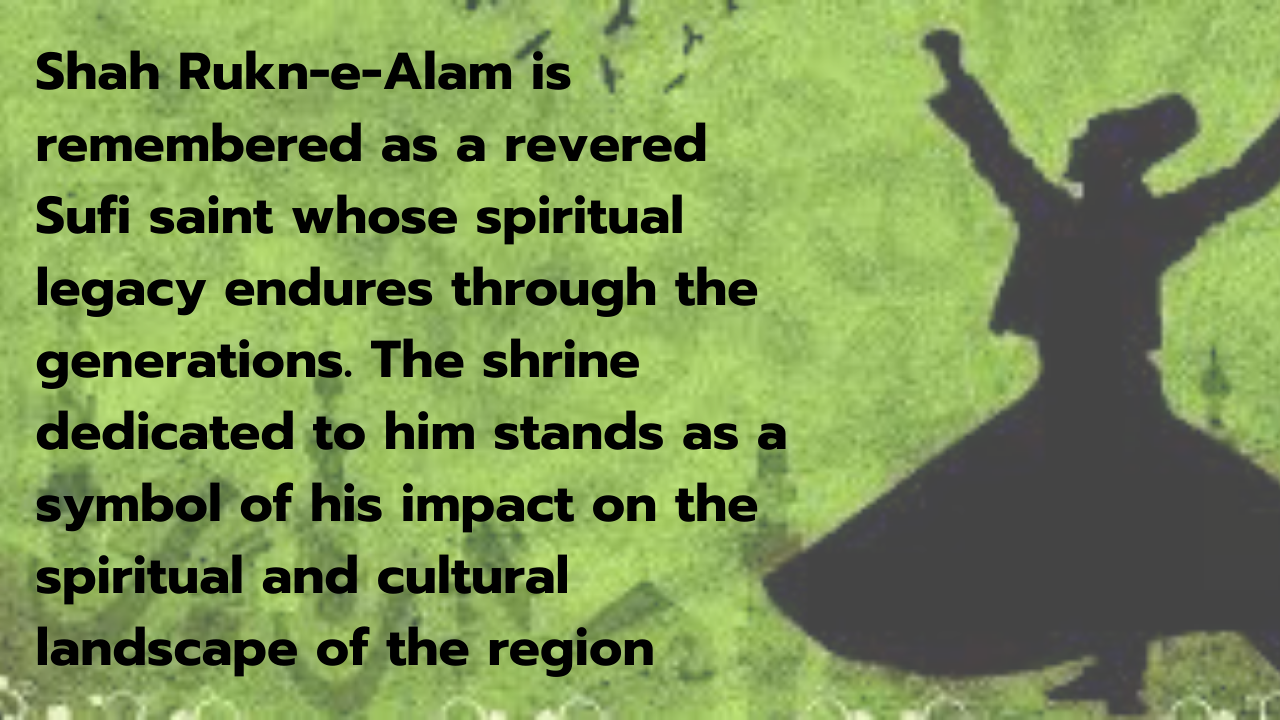 Shah Rukn-e-Alam is
remembered as a revered
Sufi saint whose spiritual
legacy endures through the
generations. The shrine
dedicated to him stands as a
symbol of his impact on the
spiritual and cultural
landscape of the region